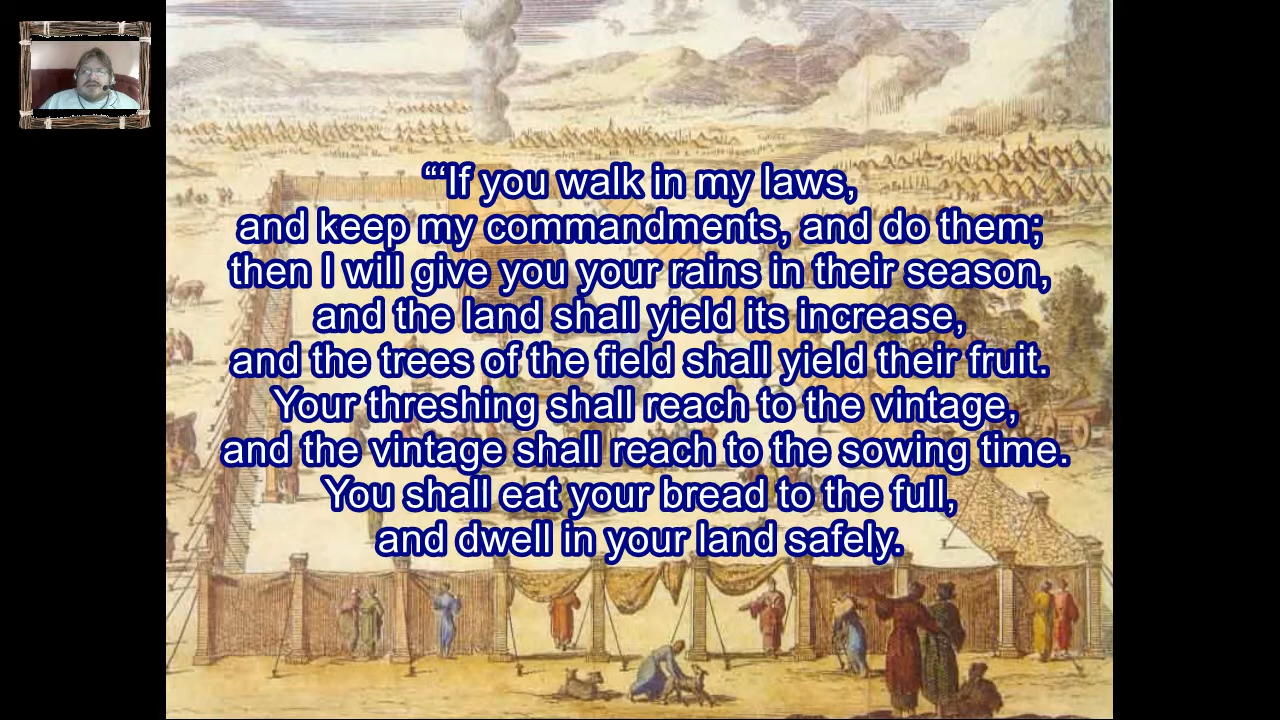 “‘If you walk in my laws,
and keep my commandments, and do them;
then I will give you your rains in their season,
and the land shall yield its increase,
and the trees of the field shall yield their fruit.
Your threshing shall reach to the vintage,
and the vintage shall reach to the sowing time.
You shall eat your bread to the full,
and dwell in your land safely.